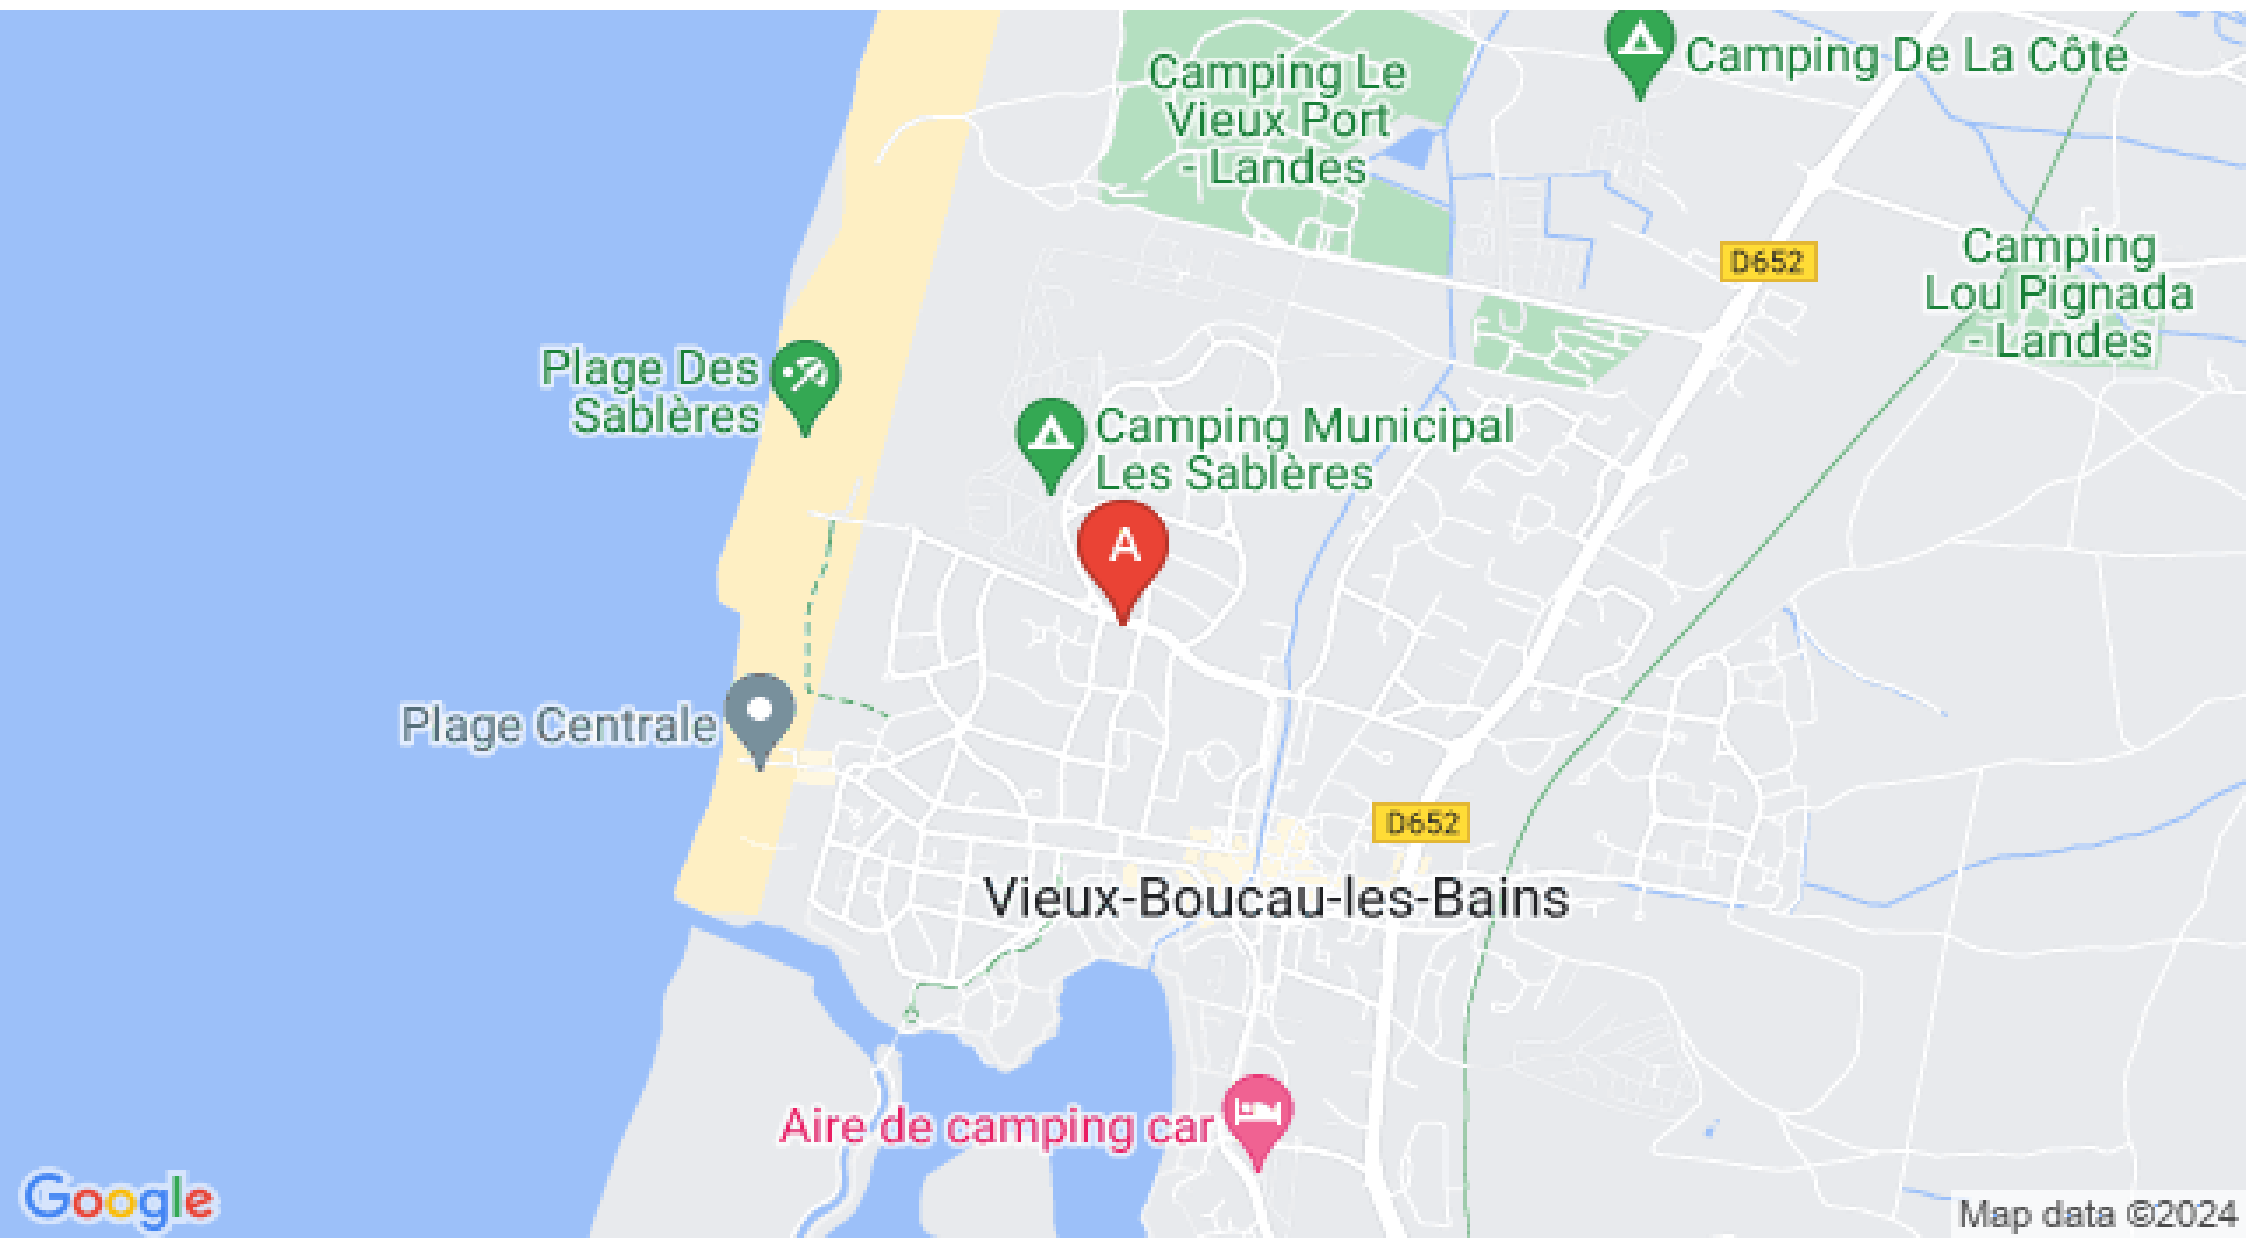 Camping Le
Vieux Port
- Landes
Camping De La Côte
D652
Camping
Lou Pignada
- Landes
Plage Des
Sablères
Camping Municipal
Les Sablères
A
Plage Centrale
D652
Vieux-Boucau-les-Bains
Aire de camping car
Google
Map data ©2024